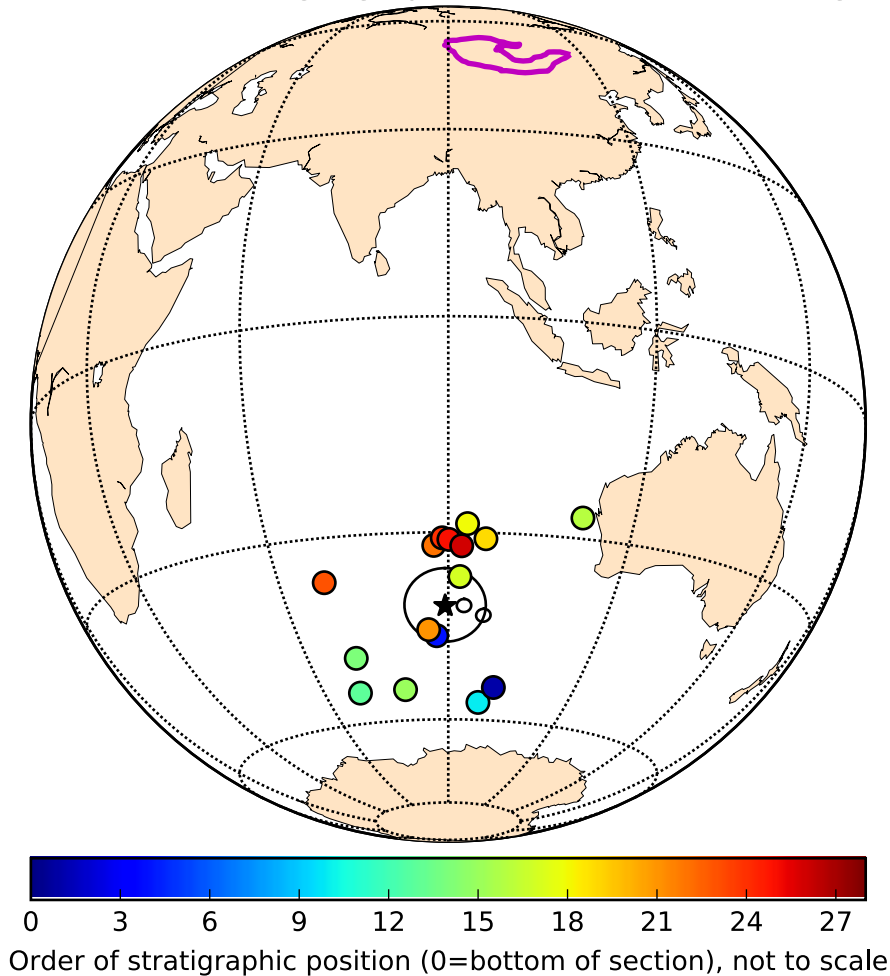 0 3 6 9 12 15 18 21 24 27
Order of stratigraphic position (0=bottom of section), not to scale